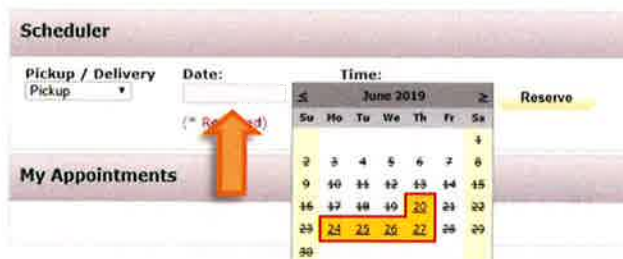 Scheduler
Pickup / Delivery Date: Time:
Pickup
June 2019
Reserve
Su Mo Tu We Th Fr Sa
1
2 3 4 5 6 7 8
9 10 11 12 13 14 15
16 17 18 19 20 21 22
23 24 25 26 27 28 29
30
My Appointments